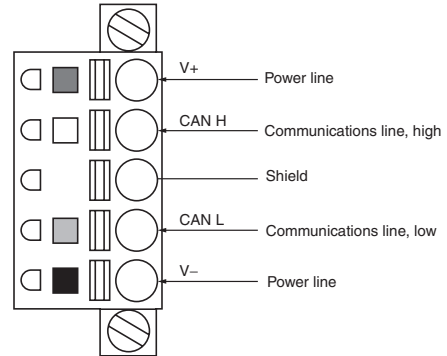 V+
Power line
CAN H
Communications line, high
Shield
CAN L
Communications line, low
V–
Power line